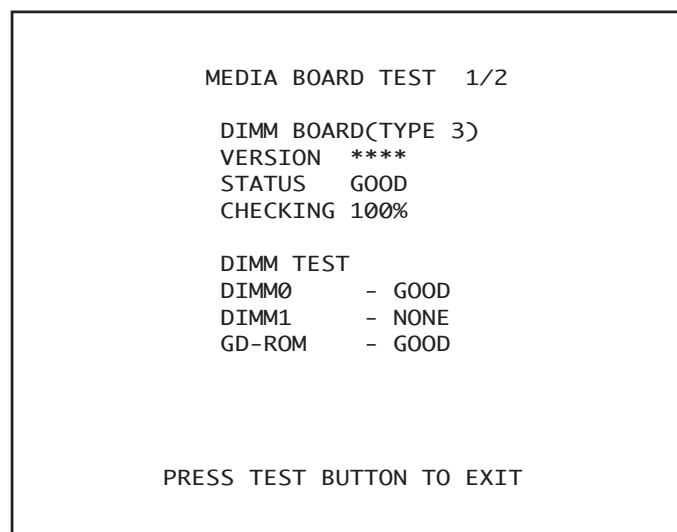 MEDIA BOARD TEST 1/2
DIMM BOARD(TYPE 3)
VERSION ****
STATUS GOOD
CHECKING 100%
DIMM TEST
DIMM0 - GOOD
DIMM1 - NONE
GD-ROM - GOOD
PRESS TEST BUTTON TO EXIT